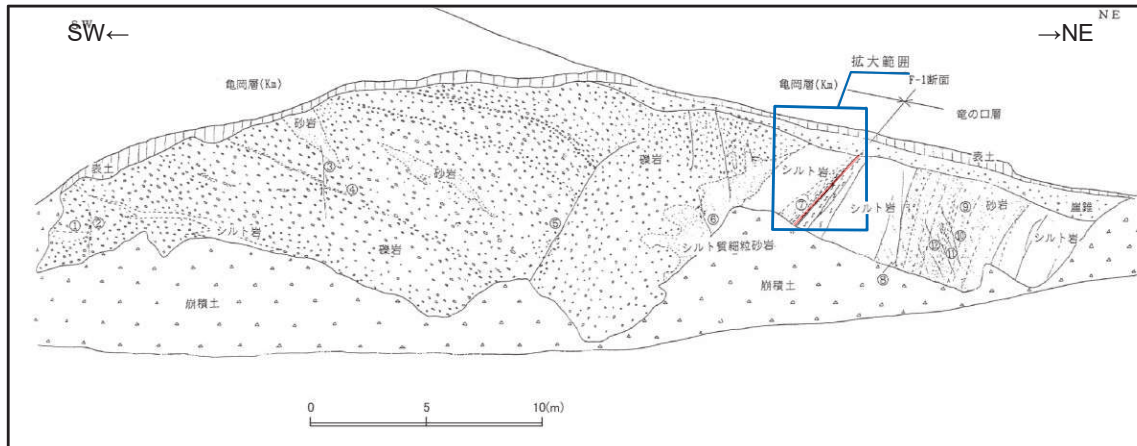 SW
NE
SW←
→NE
拡大範囲
F-1断面
亀岡層(Km)
亀岡層(Km)
竜の口層
砂岩
礫岩
表土
表土
③
砂岩
シルト岩
④
⑦
シルト岩
⑨
砂岩
崖錐
①
②
シルト岩
⑤
⑥
シルト岩
礫岩
シルト質細粒砂岩
⑩
⑪
⑧
崩積土
崩積土
0
5
10(m)